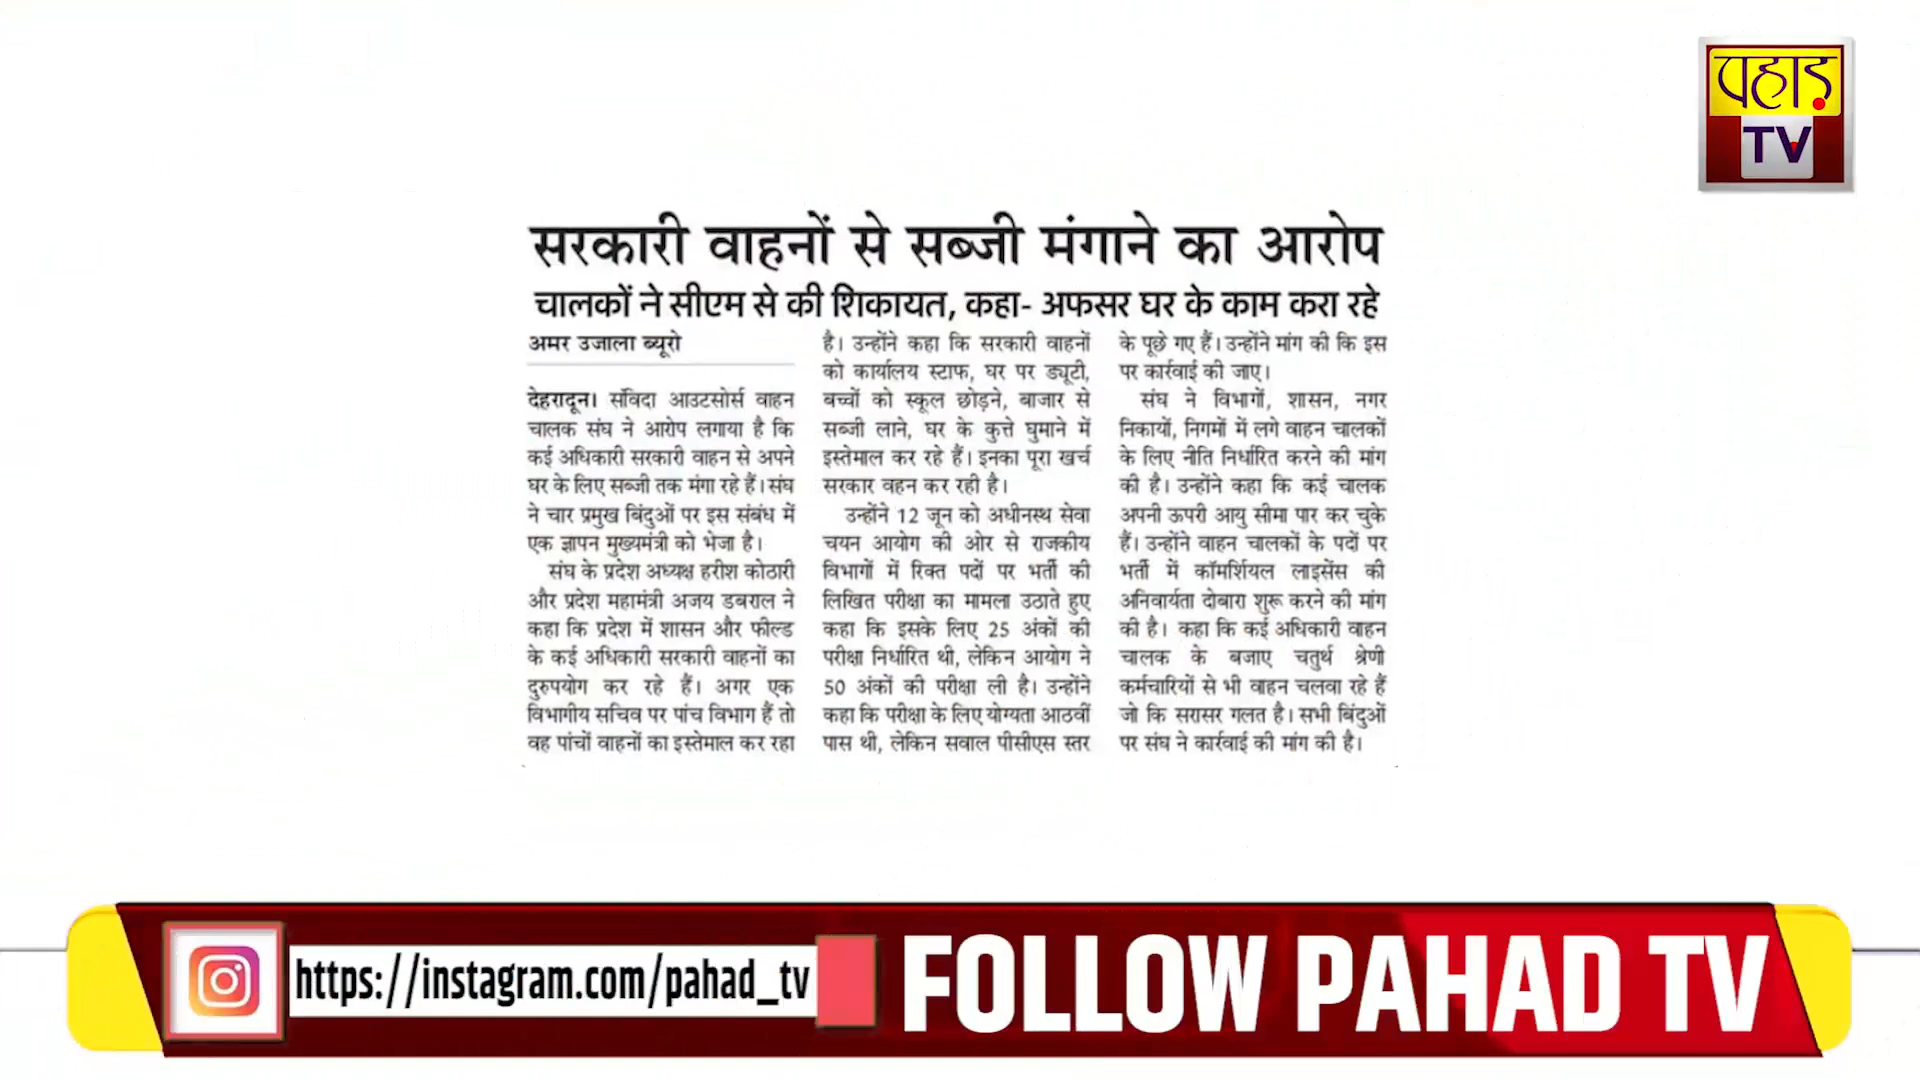 पहाड़
TV
सरकारी वाहनों से सब्जी मंगाने का आरोप
चालकों ने सीएम से की शिकायत, कहा- अफसर घर के काम करा रहे
अमर उजाला ब्यूरो
देहरादून। संविदा आउटसोर्स वाहन
चालक संघ ने आरोप लगाया है कि
कई अधिकारी सरकारी वाहन से अपने
घर के लिए सब्जी तक मंगा रहे हैं। संघ
ने चार प्रमुख बिंदुओं पर इस संबंध में
एक ज्ञापन मुख्यमंत्री को भेजा है।
संघ के प्रदेश अध्यक्ष हरीश कोठारी
और प्रदेश महामंत्री अजय डबराल ने
कहा कि प्रदेश में शासन और फील्ड
के कई अधिकारी सरकारी वाहनों का
दुरुपयोग कर रहे हैं। अगर एक
विभागीय सचिव पर पांच विभाग हैं तो
वह पांचों वाहनों का इस्तेमाल कर रहा
है। उन्होंने कहा कि सरकारी वाहनों
को कार्यालय स्टाफ, घर पर ड्यूटी,
बच्चों को स्कूल छोड़ने, बाजार से
सब्जी लाने, घर के कुत्ते घुमाने में
इस्तेमाल कर रहे हैं। इनका पूरा खर्च
सरकार वहन कर रही है।
उन्होंने 12 जून को अधीनस्थ सेवा
चयन आयोग की ओर से राजकीय
विभागों में रिक्त पदों पर भर्ती की
लिखित परीक्षा का मामला उठाते हुए
कहा कि इसके लिए 25 अंकों की
परीक्षा निर्धारित थी, लेकिन आयोग ने
50 अंकों की परीक्षा ली है। उन्होंने
कहा कि परीक्षा के लिए योग्यता आठवीं
पास थी, लेकिन सवाल पीसीएस स्तर
के पूछे गए हैं। उन्होंने मांग की कि इस
पर कार्रवाई की जाए।
संघ ने विभागों, शासन, नगर
निकायों, निगमों में लगे वाहन चालकों
के लिए नीति निर्धारित करने की मांग
की है। उन्होंने कहा कि कई चालक
अपनी ऊपरी आयु सीमा पार कर चुके
हैं। उन्होंने वाहन चालकों के पदों पर
भर्ती में कॉमर्शियल लाइसेंस की
अनिवार्यता दोबारा शुरू करने की मांग
की है। कहा कि कई अधिकारी वाहन
चालक के बजाए चतुर्थ श्रेणी
कर्मचारियों से भी वाहन चलवा रहे हैं
जो कि सरासर गलत है। सभी बिंदुओं
पर संघ ने कार्रवाई की मांग की है।
https://instagram.com/pahad_tv
FOLLOW PAHAD TV